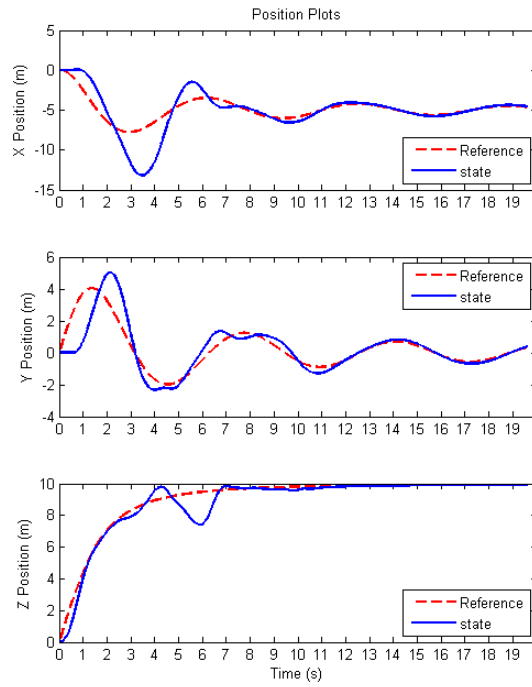 Position Plots
5
0
-5
-10
-15
X Position (m)
Reference
state
0 1 2 3 4 5 6 7 8 9 10 11 12 13 14 15 16 17 18 19
6
4
2
0
-2
-4
Y Position (m)
Reference
state
0 1 2 3 4 5 6 7 8 9 10 11 12 13 14 15 16 17 18 19
10
8
6
4
2
0
Z Position (m)
Reference
state
0 1 2 3 4 5 6 7 8 9 10 11 12 13 14 15 16 17 18 19
Time (s)